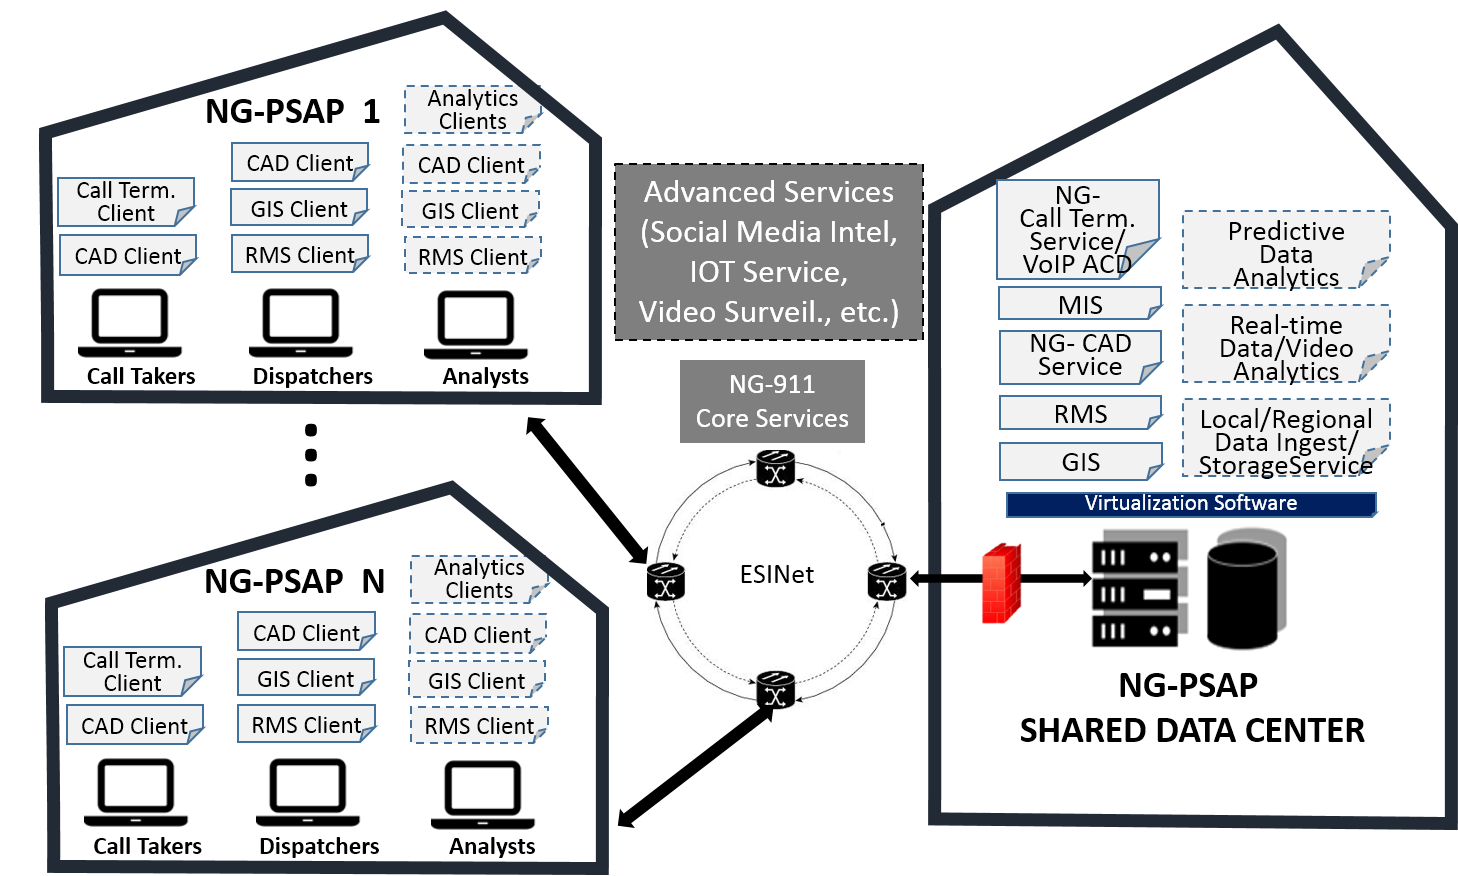 NG-PSAP 1
Analytics
Clients
CAD Client
GIS Client
RMS Client
CAD Client
GIS Client
RMS Client
Call Term.
Client
CAD Client
Call Takers
Dispatchers
Analysts
NG-PSAP N
Analytics
Clients
CAD Client
GIS Client
RMS Client
CAD Client
GIS Client
RMS Client
Call Term.
Client
CAD Client
Call Takers
Dispatchers
Analysts
Advanced Services
(Social Media Intel,
IOT Service,
Video Surveil., etc.)
NG-911
Core Services
ESINet
NG-
Call Term.
Service/
VoIP ACD
MIS
NG- CAD
Service
RMS
GIS
Predictive
Data
Analytics
Real-time
Data/Video
Analytics
Local/Regional
Data Ingest/
StorageService
Virtualization Software
NG-PSAP
SHARED DATA CENTER